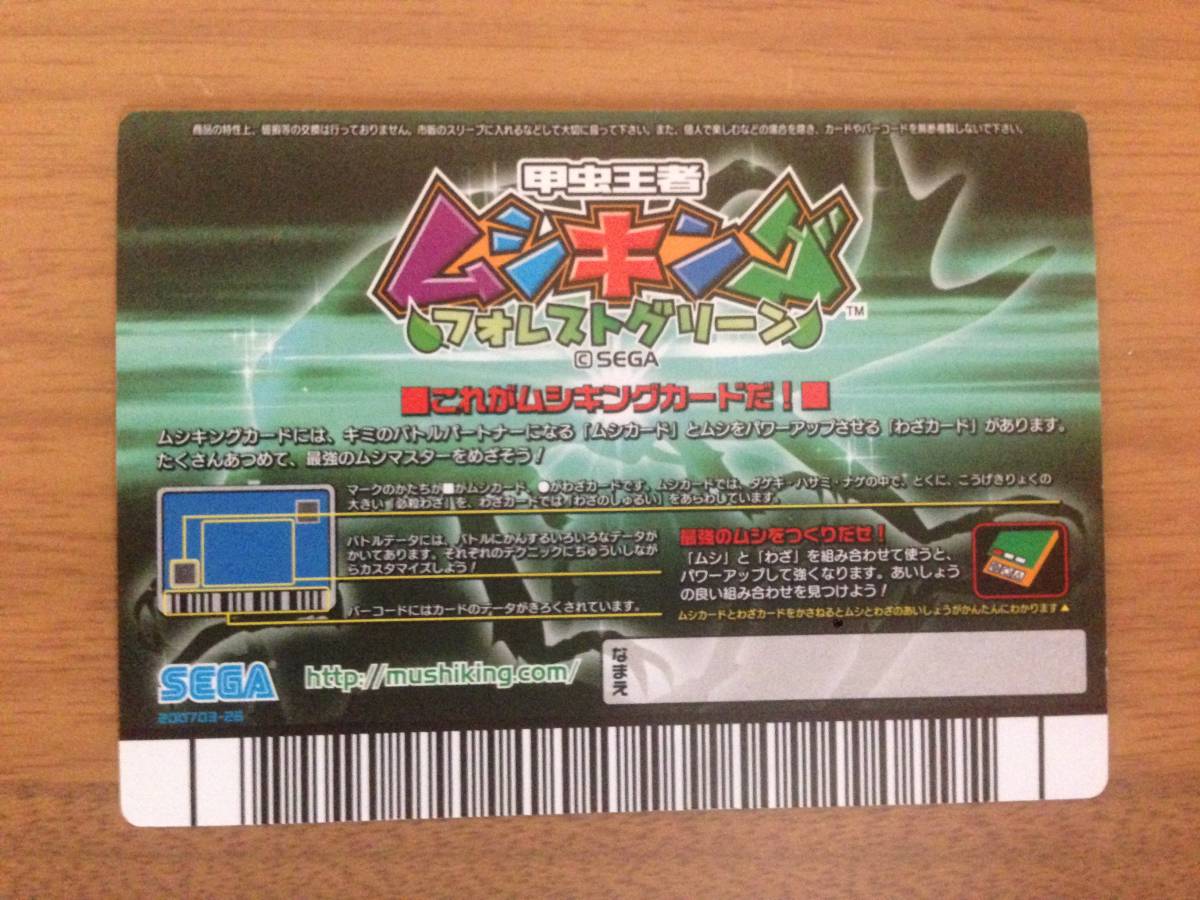 商品の特性上、傷痕等の交換は行っておりません。市販のスリーブに入れるなどして大切に扱って下さい。また、個人で楽しむなどの場合を除き、カードやバーコードを無断複製しないで下さい。
甲虫王者
ムシキング
フォレストグリーン
TM
©SEGA
■これがムシキングカードだ！■
ムシキングカードには、キミのバトルパートナーになる「ムシカード」とムシをパワーアップさせる「わざカード」があります。
たくさんあつめて、最強のムシマスターをめざそう！
マークのかたちが■がムシカード、●がわざカードです。ムシカードでは、ダゲキ・ハサミ・ナゲの中で、とくに、こうげきりょくの
大きい「必殺わざ」を、わざカードでは「わざのしゅるい」をあらわしています。
バトルデータには、バトルにかんするいろいろなデータが
かいてあります。それぞれのテクニックにちゅういしなが
らカスタマイズしよう！
バーコードにはカードのデータがきろくされています。
最強のムシをつくりだせ！
「ムシ」と「わざ」を組み合わせて使うと、
パワーアップして強くなります。あいしょう
の良い組み合わせを見つけよう！
ムシカードとわざカードをかさねるとムシとわざのあいしょうがかんたんにわかります▲
SEGA
http://mushiking.com/
なまえ
200703-26